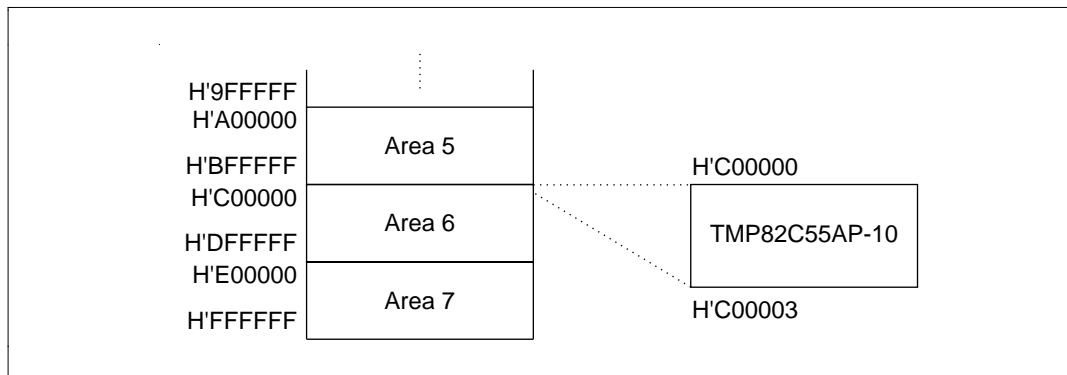 H'9FFFFF
H'A00000
Area 5
H'BFFFFF
H'C00000
Area 6
H'DFFFFF
H'E00000
Area 7
H'FFFFFF
H'C00000
TMP82C55AP-10
H'C00003